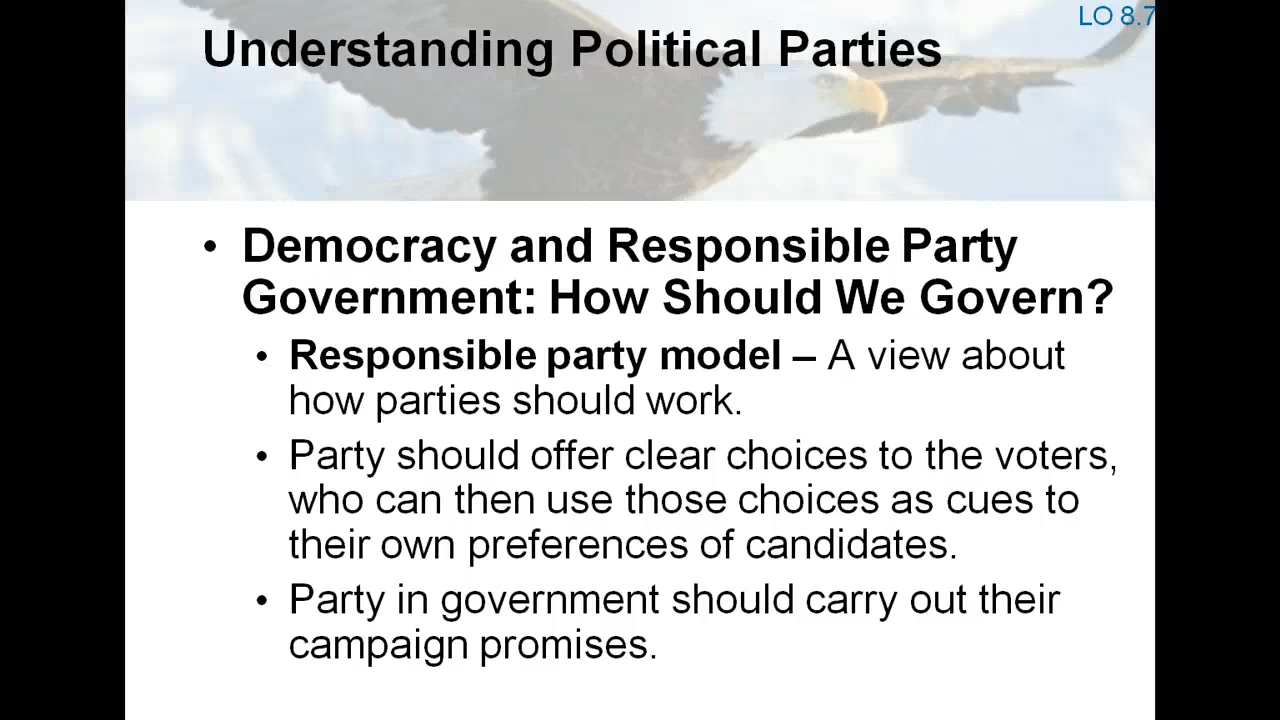 LO 8.7
Understanding Political Parties
• Democracy and Responsible Party
Government: How Should We Govern?
• Responsible party model – A view about
how parties should work.
• Party should offer clear choices to the voters,
who can then use those choices as cues to
their own preferences of candidates.
• Party in government should carry out their
campaign promises.